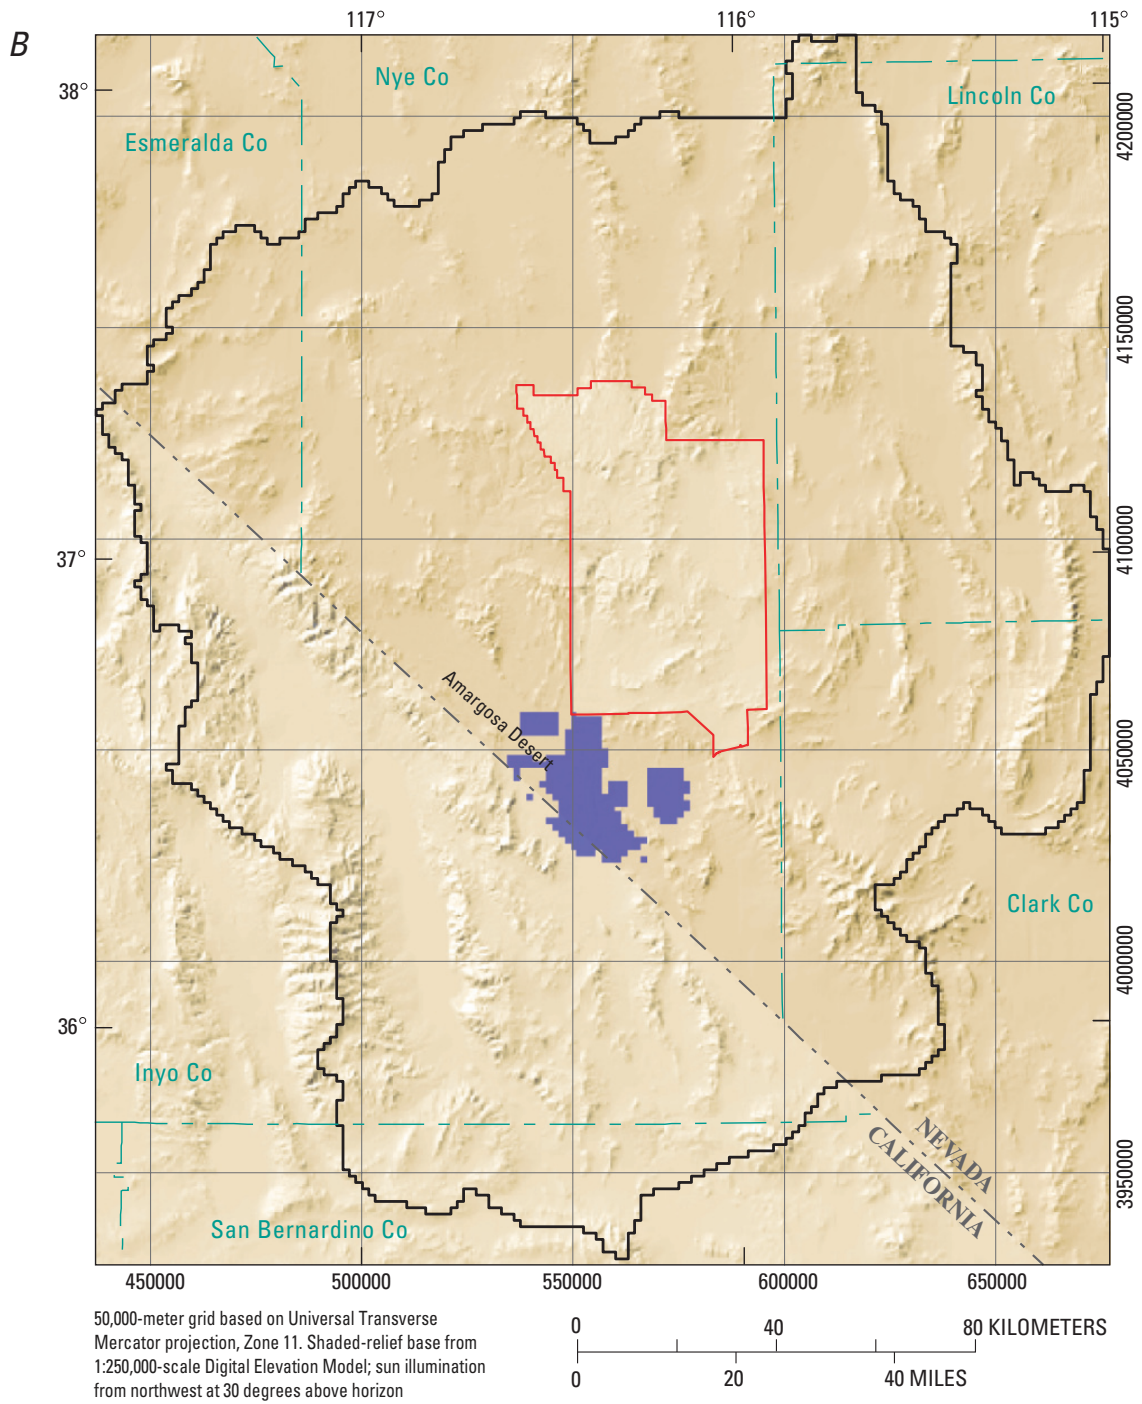 B
117°
116°
115°
38°
Nye Co
Lincoln Co
Esmeralda Co
4200000
4150000
37°
4100000
Amargosa Desert
4050000
Clark Co
4000000
36°
Inyo Co
NEVADA
CALIFORNIA
3950000
San Bernardino Co
450000
500000
550000
600000
650000
50,000-meter grid based on Universal Transverse
Mercator projection, Zone 11. Shaded-relief base from
1:250,000-scale Digital Elevation Model; sun illumination
from northwest at 30 degrees above horizon
0 40 80 KILOMETERS
0 20 40 MILES